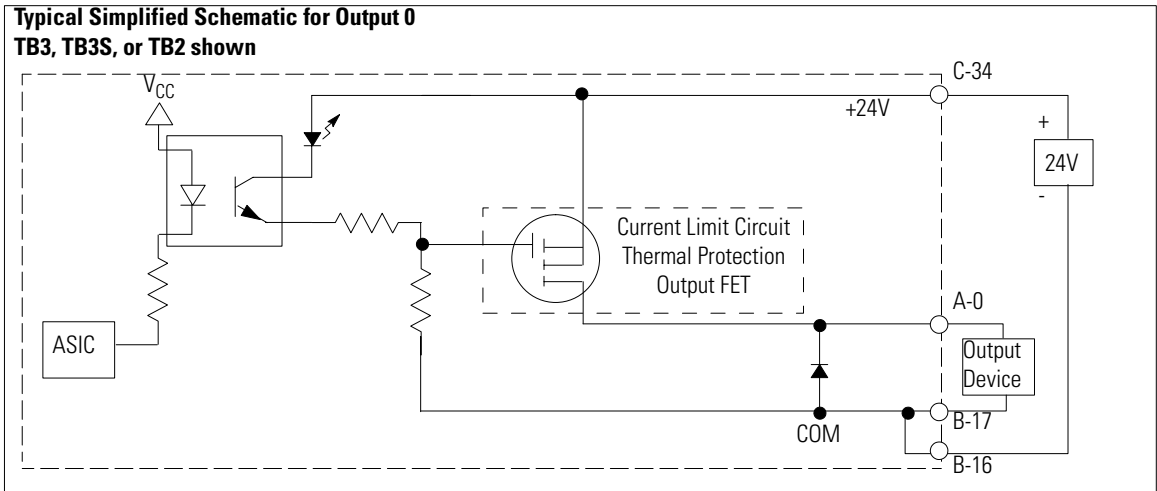 Typical Simplified Schematic for Output 0
TB3, TB3S, or TB2 shown
C-34
VCC
+24V
+
24V
-
Current Limit Circuit
Thermal Protection
Output FET
A-0
ASIC
Output
Device
B-17
COM
B-16